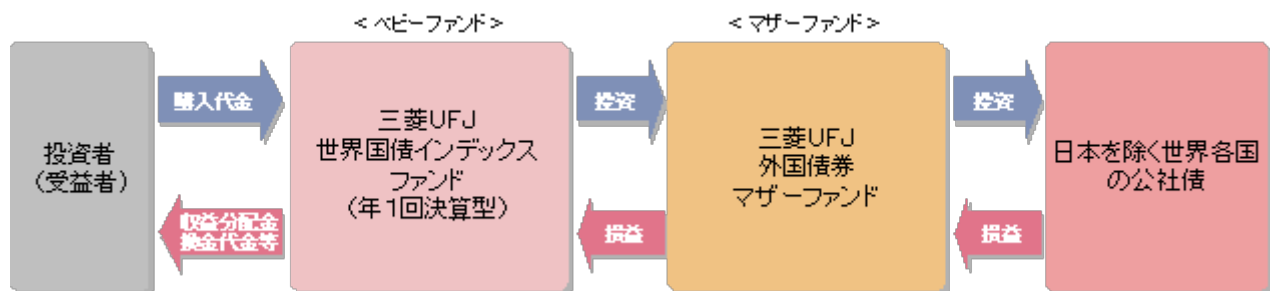 <ベビーファンド>
<マザーファンド>
投資者
(受益者)
購入代金
収益分配金
換金代金等
三菱UFJ
世界国債インデックス
ファンド
(年1回決算型)
投資
損益
三菱UFJ
外国債券
マザーファンド
投資
損益
日本を除く世界各国
の公社債